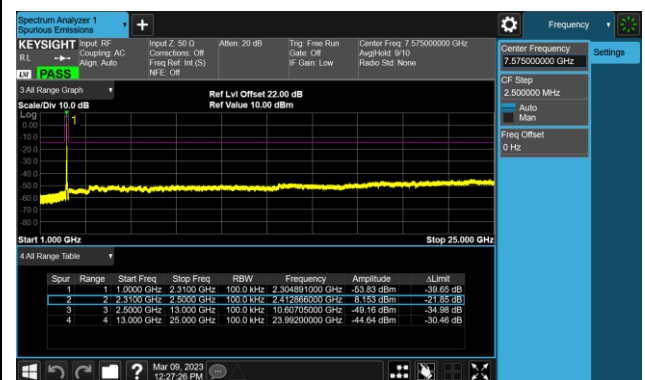 Spectrum Analyzer 1
Spurious Emissions
Frequency
KEYSIGHT Input: RF
Coupling: AC
Align: Auto
Input Z: 50 Ω
Corrections: Off
Freq Ref: Int (S)
NFE: Off
Atten: 20 dB
Trig: Free Run
Gate: Off
IF Gain: Low
Center Freq: 7.575000000 GHz
Avg|Hold: 9/10
Radio Std: None
R L
LXI PASS
Center Frequency
7.575000000 GHz
Settings
CF Step
2.500000 MHz
Auto
Man
Freq Offset
0 Hz
3 All Range Graph
Scale/Div 10.0 dB
Ref Lvl Offset 22.00 dB
Ref Value 10.00 dBm
Log
1
0.00
-10.0
-20.0
-30.0
-40.0
-50.0
-60.0
-70.0
-80.0
Start 1.000 GHz
Stop 25.000 GHz
4 All Range Table
Spur Range Start Freq Stop Freq RBW Frequency Amplitude ΔLimit
1 1 1.0000 GHz 2.3100 GHz 100.0 kHz 2.304891000 GHz -53.83 dBm -39.65 dB
2 2 2.3100 GHz 2.5000 GHz 100.0 kHz 2.412866000 GHz 8.153 dBm -21.85 dB
3 3 2.5000 GHz 13.000 GHz 100.0 kHz 10.60705000 GHz -49.16 dBm -34.98 dB
4 4 13.000 GHz 25.000 GHz 100.0 kHz 23.99200000 GHz -44.64 dBm -30.46 dB
Mar 09, 2023
12:27:26 PM